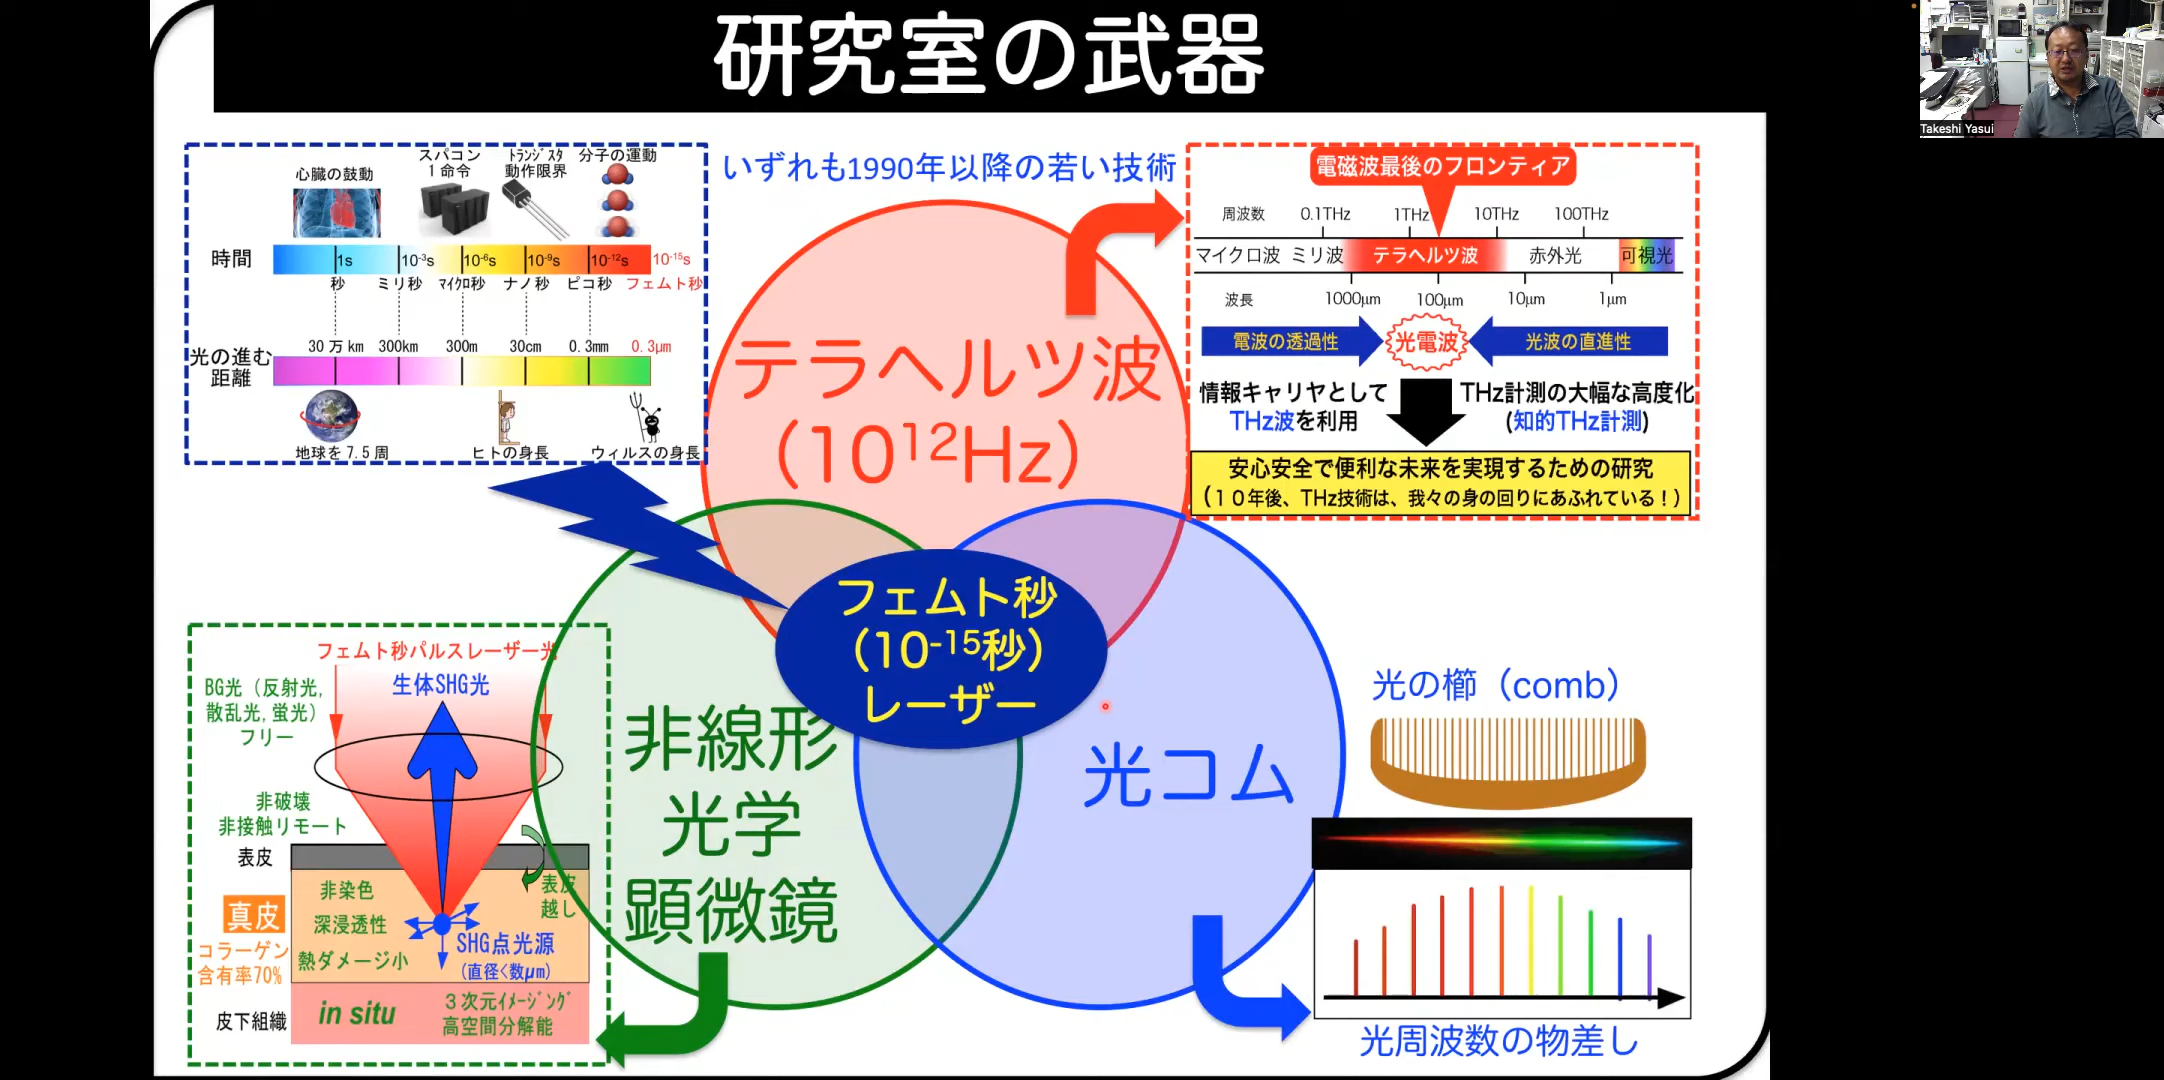 研究室の武器
Takeshi Yasui
いずれも1990年以降の若い技術
心臓の鼓動
スパコン
１命令
トランジスタ
動作限界
分子の運動
時間
1s
10-3s
10-6s
10-9s
10-12s
10-15s
秒
ミリ秒
マイクロ秒
ナノ秒
ピコ秒
フェムト秒
光の進む
距離
30万km
300km
300m
30cm
0.3mm
0.3μm
地球を7.5周
ヒトの身長
ウィルスの身長
電磁波最後のフロンティア
周波数
0.1THz
1THz
10THz
100THz
マイクロ波
ミリ波
テラヘルツ波
赤外光
可視光
波長
1000μm
100μm
10μm
1μm
電波の透過性
光電波
光波の直進性
情報キャリヤとして
THz波を利用
THz計測の大幅な高度化
(知的THz計測)
安心安全で便利な未来を実現するための研究
(１０年後、THz技術は、我々の身の回りにあふれている！)
テラヘルツ波
(10¹²Hz)
フェムト秒
(10-15秒)
レーザー
非線形
光学
顕微鏡
光コム
フェムト秒パルスレーザー光
生体SHG光
BG光（反射光,
散乱光,蛍光）
フリー
非破壊
非接触リモート
表皮
表皮
越し
非染色
深浸透性
熱ダメージ小
真皮
コラーゲン
含有率70%
SHG点光源
(直径<数μm)
皮下組織
in situ
３次元イメージング
高空間分解能
光の櫛（comb）
光周波数の物差し